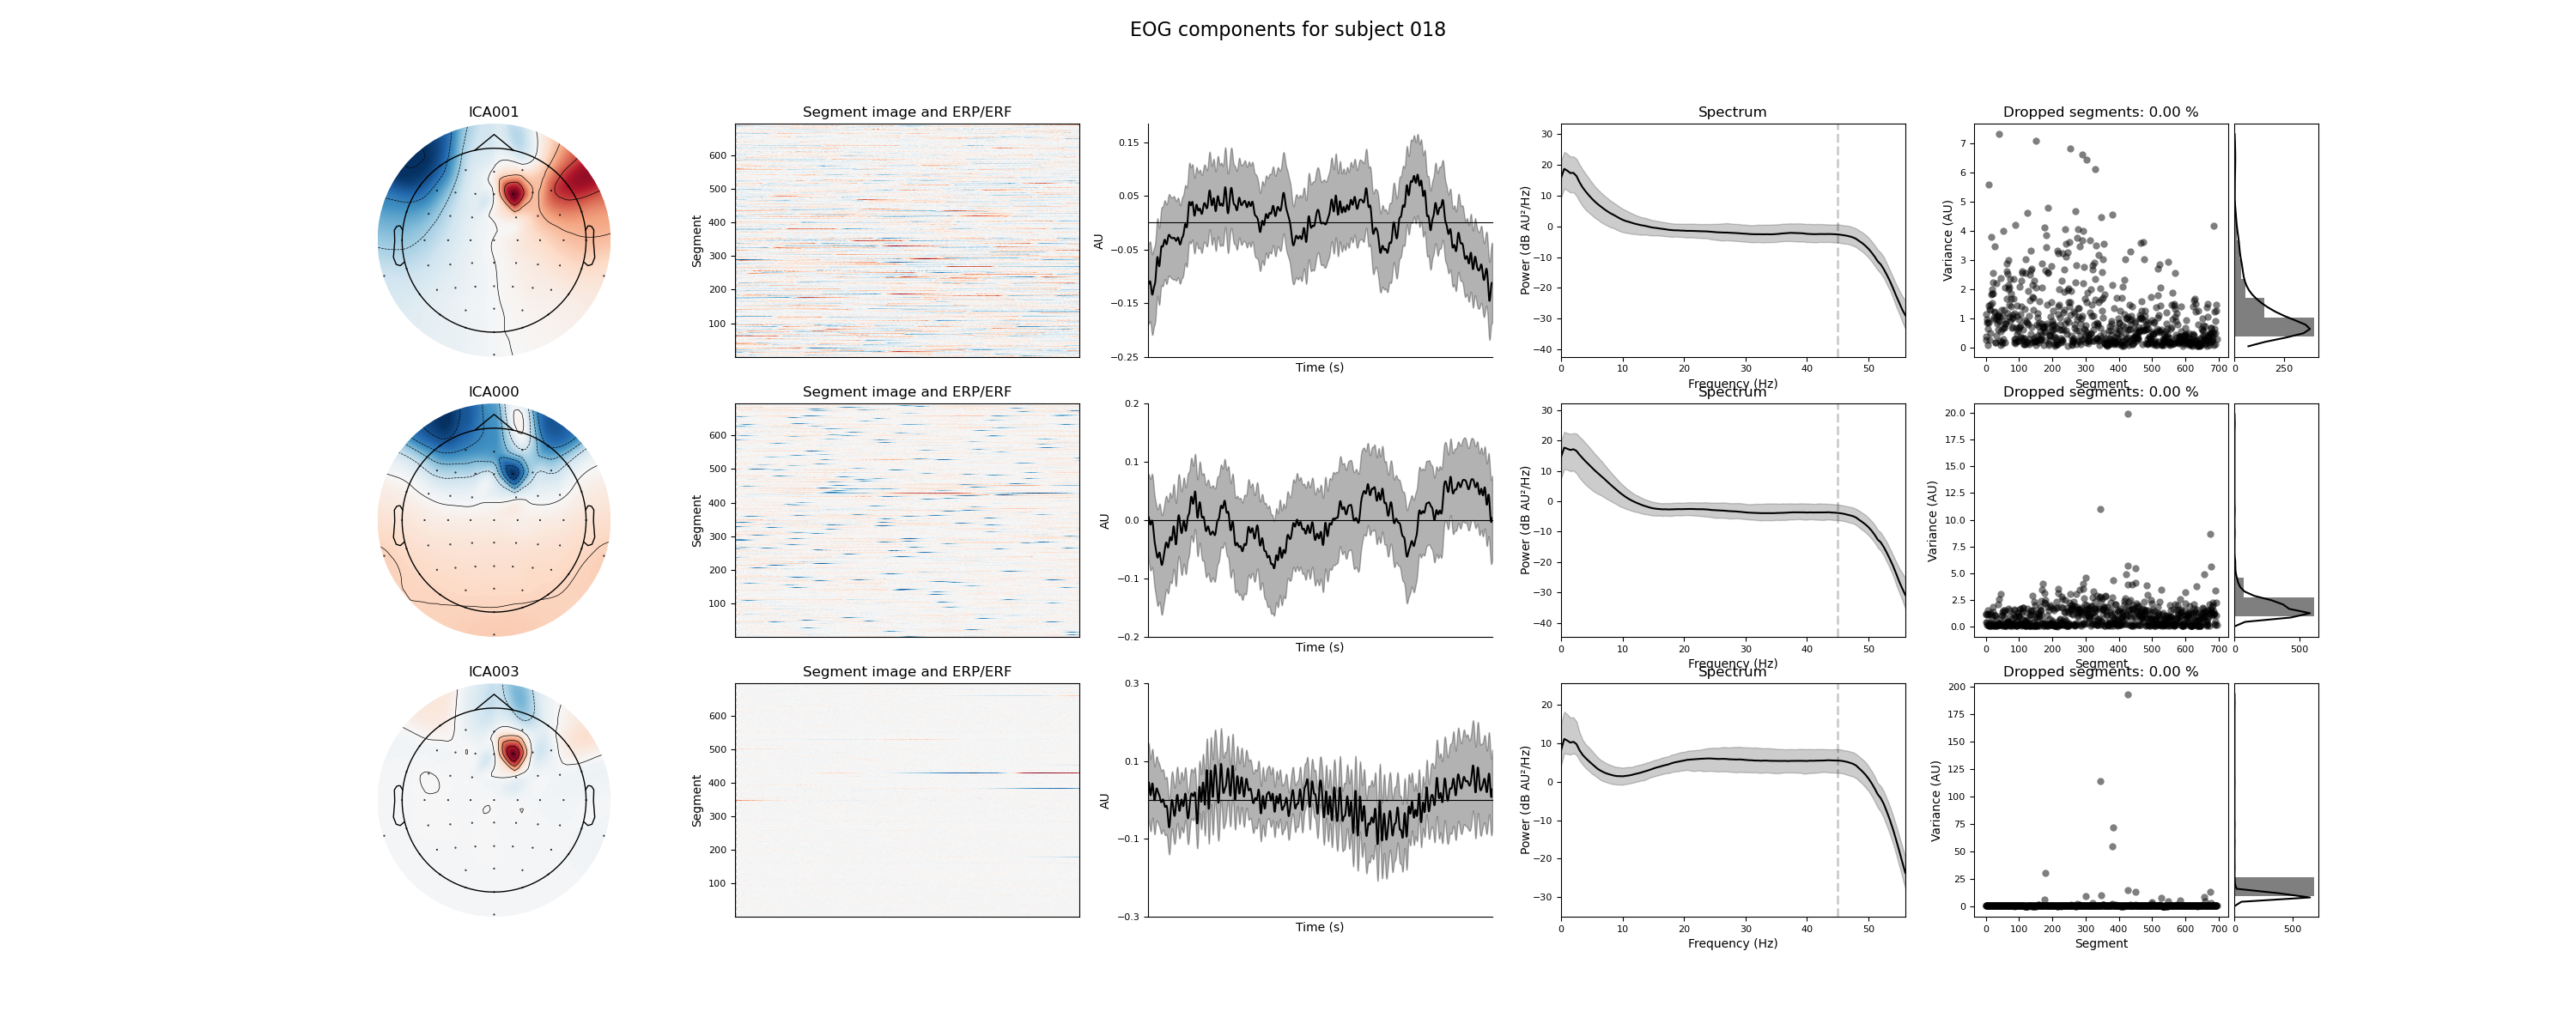 EOG components for subject 018
ICA001
Segment image and ERP/ERF
Spectrum
Dropped segments: 0.00 %
Segment
600
500
400
300
200
100
AU
0.15
0.05
−0.05
−0.15
−0.25
Time (s)
Power (dB AU²/Hz)
30
20
10
0
−10
−20
−30
−40
0 10 20 30 40 50
Frequency (Hz)
Variance (AU)
7
6
5
4
3
2
1
0
0 100 200 300 400 500 600 700
Segment
0 250
ICA000
Segment image and ERP/ERF
Spectrum
Dropped segments: 0.00 %
Segment
600
500
400
300
200
100
AU
0.2
0.1
0.0
−0.1
−0.2
Time (s)
Power (dB AU²/Hz)
30
20
10
0
−10
−20
−30
−40
0 10 20 30 40 50
Frequency (Hz)
Variance (AU)
20.0
17.5
15.0
12.5
10.0
7.5
5.0
2.5
0.0
0 100 200 300 400 500 600 700
Segment
0 500
ICA003
Segment image and ERP/ERF
Spectrum
Dropped segments: 0.00 %
Segment
600
500
400
300
200
100
AU
0.3
0.1
−0.1
−0.3
Time (s)
Power (dB AU²/Hz)
20
10
0
−10
−20
−30
0 10 20 30 40 50
Frequency (Hz)
Variance (AU)
200
175
150
125
100
75
50
25
0
0 100 200 300 400 500 600 700
Segment
0 500